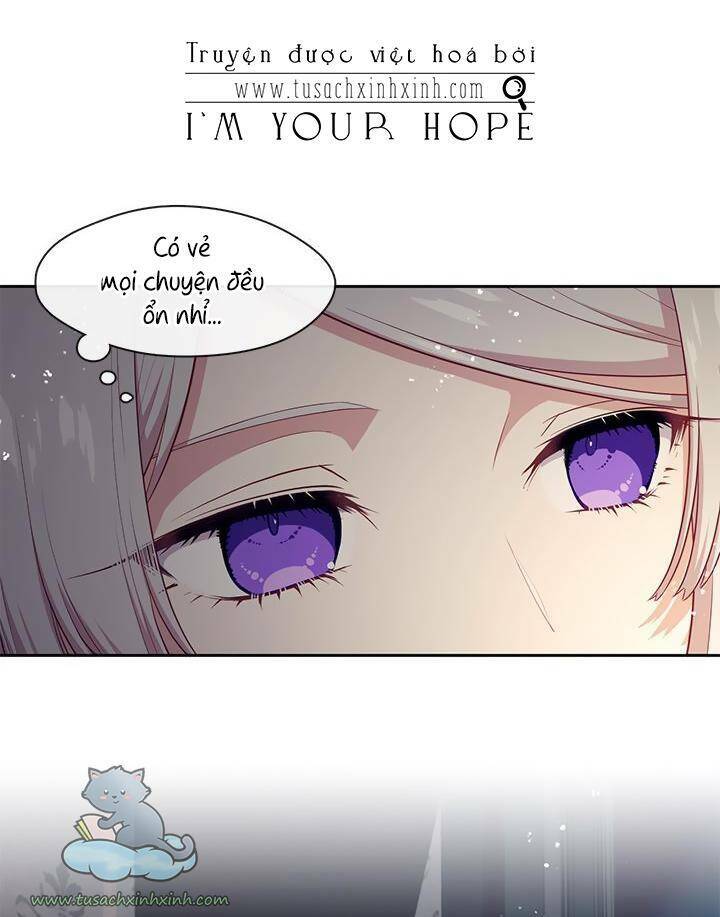 Truyện được việt hoá bởi
www.tusachxinhxinh.com
I'M YOUR HOPE
Có vẻ
mọi chuyện đều
ổn nhỉ...
www.tusachxinhxinh.com